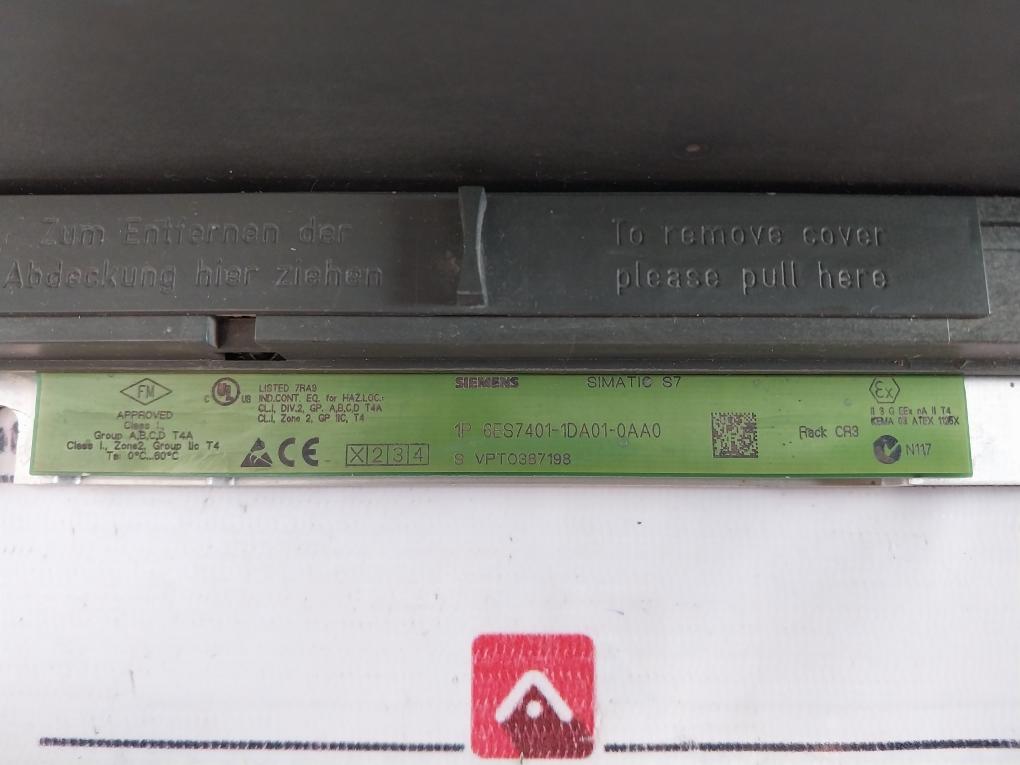 Zum Entfernen der
Abdeckung hier ziehen
To remove cover
please pull here
FM
APPROVED
Class I,
Group A,B,C,D T4A
Class I, Zone2, Group IIc T4
Ta: 0°C...60°C
C UL US
LISTED 7RA9
IND.CONT. EQ. for HAZ.LOC.:
CL.I, DIV.2, GP. A,B,C,D T4A
CL.I, Zone 2, GP IIC, T4
CE
X 2 3 4
SIEMENS
SIMATIC S7
1P 6ES7401-1DA01-0AA0
S VPT0387198
Rack CR3
Ex
II 3 G EEx nA II T4
KEMA 03 ATEX 1125X
N117